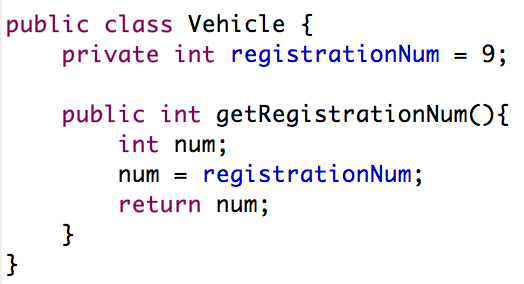 public class Vehicle {
    private int registrationNum = 9;

    public int getRegistrationNum(){
        int num;
        num = registrationNum;
        return num;
    }
}